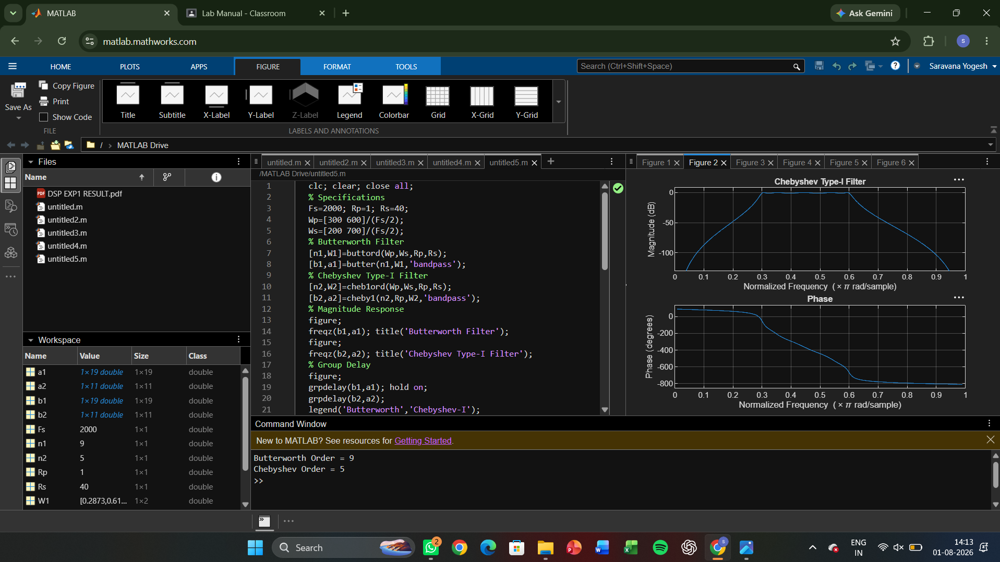 MATLAB
Lab Manual - Classroom
Ask Gemini
matlab.mathworks.com
S
HOME PLOTS APPS FIGURE FORMAT TOOLS
Search (Ctrl+Shift+Space)
Saravana Yogesh
Save As
Copy Figure
Print
Show Code
FILE
Title Subtitle X-Label Y-Label Z-Label Legend Colorbar Grid X-Grid Y-Grid
LABELS AND ANNOTATIONS
/ › MATLAB Drive
Files
Name
PDF DSP EXP1 RESULT.pdf
untitled.m
untitled2.m
untitled3.m
untitled4.m
untitled5.m
Workspace
Name Value Size Class
a1 1×19 double 1×19 double
a2 1×11 double 1×11 double
b1 1×19 double 1×19 double
b2 1×11 double 1×11 double
Fs 2000 1×1 double
n1 9 1×1 double
n2 5 1×1 double
Rp 1 1×1 double
Rs 40 1×1 double
W1 [0.2873,0.61... 1×2 double
untitled.m untitled2.m untitled3.m untitled4.m untitled5.m
/MATLAB Drive/untitled5.m
1 clc; clear; close all;
2 % Specifications
3 Fs=2000; Rp=1; Rs=40;
4 Wp=[300 600]/(Fs/2);
5 Ws=[200 700]/(Fs/2);
6 % Butterworth Filter
7 [n1,W1]=buttord(Wp,Ws,Rp,Rs);
8 [b1,a1]=butter(n1,W1,'bandpass');
9 % Chebyshev Type-I Filter
10 [n2,W2]=cheb1ord(Wp,Ws,Rp,Rs);
11 [b2,a2]=cheby1(n2,Rp,W2,'bandpass');
12 % Magnitude Response
13 figure;
14 freqz(b1,a1); title('Butterworth Filter');
15 figure;
16 freqz(b2,a2); title('Chebyshev Type-I Filter');
17 % Group Delay
18 figure;
19 grpdelay(b1,a1); hold on;
20 grpdelay(b2,a2);
21 legend('Butterworth','Chebyshev-I');
Figure 1 Figure 2 Figure 3 Figure 4 Figure 5 Figure 6
Chebyshev Type-I Filter
Magnitude (dB)
0
-50
-100
0 0.1 0.2 0.3 0.4 0.5 0.6 0.7 0.8 0.9 1
Normalized Frequency (×π rad/sample)
Phase
Phase (degrees)
0
-200
-400
-600
-800
0 0.1 0.2 0.3 0.4 0.5 0.6 0.7 0.8 0.9 1
Normalized Frequency (×π rad/sample)
Command Window
New to MATLAB? See resources for Getting Started.
Butterworth Order = 9
Chebyshev Order = 5
>>
Search
2
ENG
IN
14:13
01-08-2026